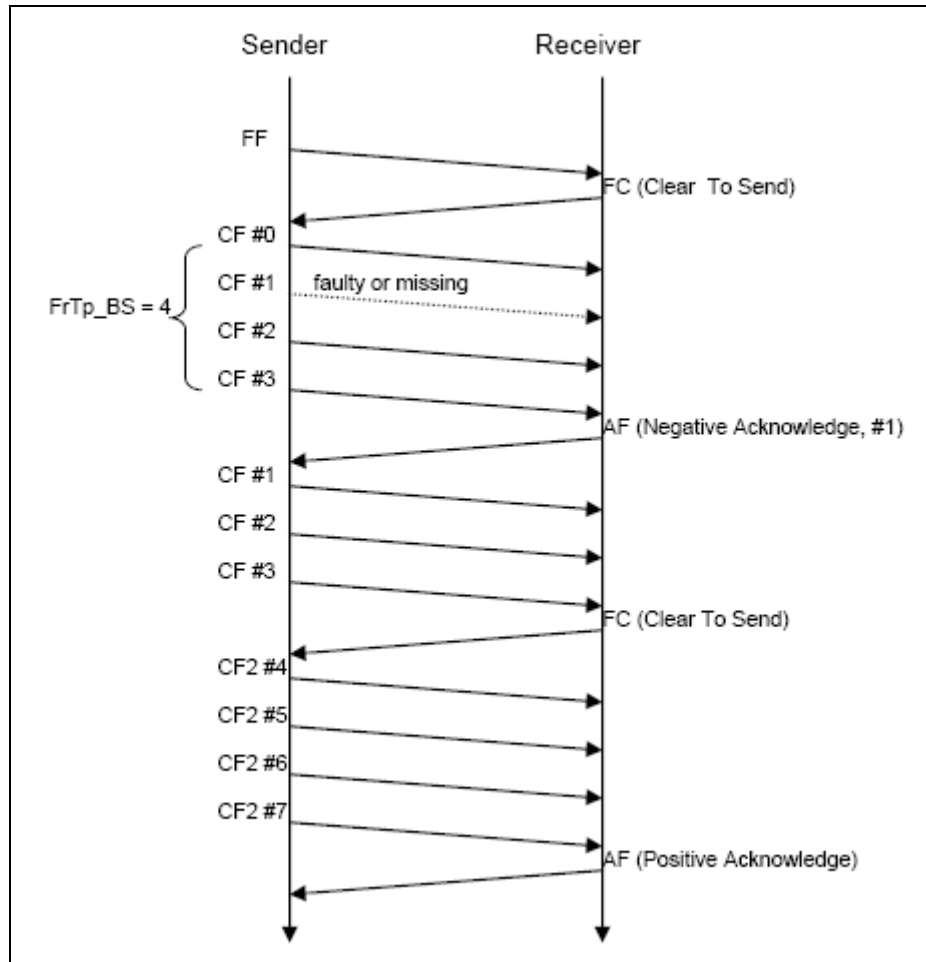 Sender Receiver
FF
FC (Clear To Send)
CF #0
CF #1 faulty or missing
FrTp_BS = 4
CF #2
CF #3
AF (Negative Acknowledge, #1)
CF #1
CF #2
CF #3
FC (Clear To Send)
CF2 #4
CF2 #5
CF2 #6
CF2 #7
AF (Positive Acknowledge)